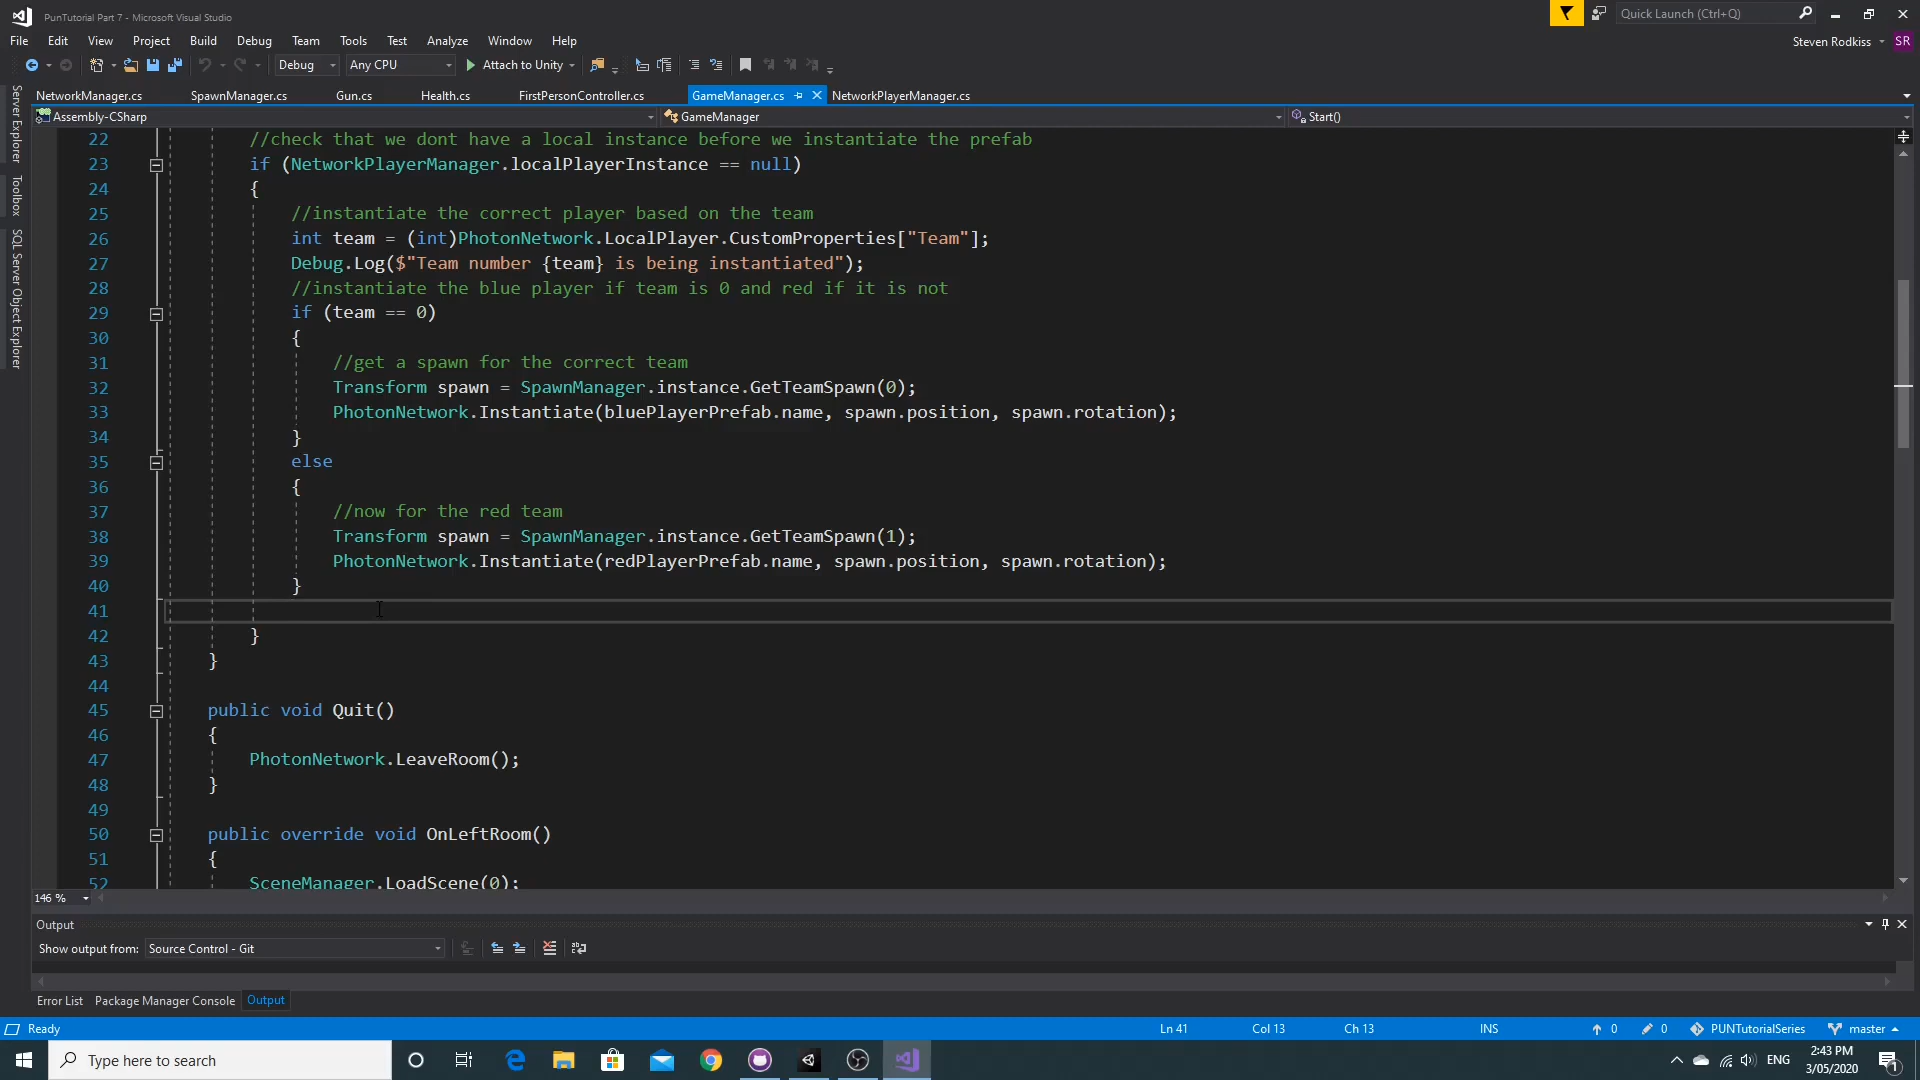 PunTutorial Part 7 - Microsoft Visual Studio
Quick Launch (Ctrl+Q)
File Edit View Project Build Debug Team Tools Test Analyze Window Help
Steven Rodkiss SR
Debug Any CPU Attach to Unity
Server Explorer
Toolbox
SQL Server Object Explorer
NetworkManager.cs SpawnManager.cs Gun.cs Health.cs FirstPersonController.cs GameManager.cs NetworkPlayerManager.cs
Assembly-CSharp GameManager Start()
22 //check that we dont have a local instance before we instantiate the prefab
23 if (NetworkPlayerManager.localPlayerInstance == null)
24 {
25 //instantiate the correct player based on the team
26 int team = (int)PhotonNetwork.LocalPlayer.CustomProperties["Team"];
27 Debug.Log($"Team number {team} is being instantiated");
28 //instantiate the blue player if team is 0 and red if it is not
29 if (team == 0)
30 {
31 //get a spawn for the correct team
32 Transform spawn = SpawnManager.instance.GetTeamSpawn(0);
33 PhotonNetwork.Instantiate(bluePlayerPrefab.name, spawn.position, spawn.rotation);
34 }
35 else
36 {
37 //now for the red team
38 Transform spawn = SpawnManager.instance.GetTeamSpawn(1);
39 PhotonNetwork.Instantiate(redPlayerPrefab.name, spawn.position, spawn.rotation);
40 }
41
42 }
43 }
44
45 public void Quit()
46 {
47 PhotonNetwork.LeaveRoom();
48 }
49
50 public override void OnLeftRoom()
51 {
52 SceneManager.LoadScene(0);
146 %
Output
Show output from: Source Control - Git
Error List Package Manager Console Output
Ready Ln 41 Col 13 Ch 13 INS 0 0 PUNTutorialSeries master
Type here to search
ENG 2:43 PM
3/05/2020
1